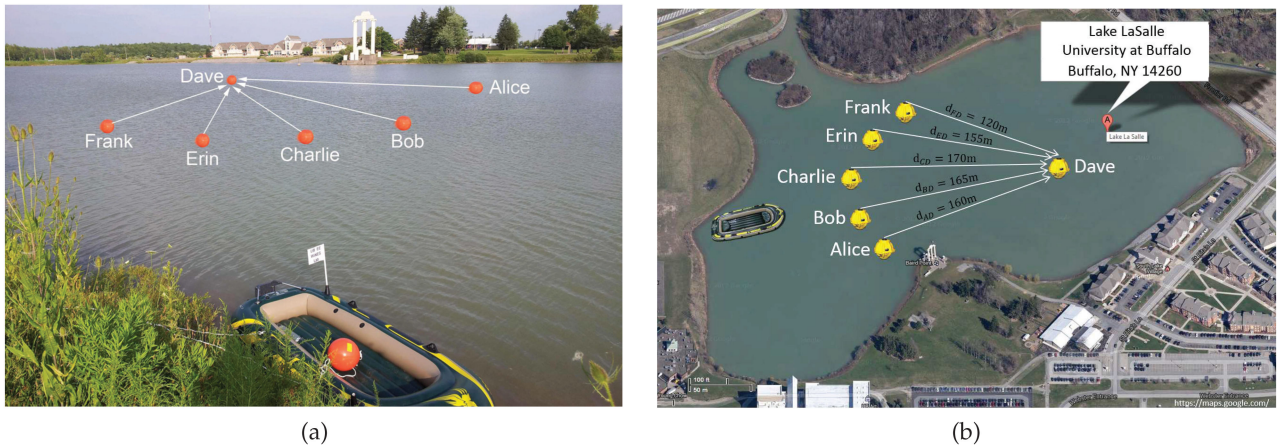 Dave
Alice
Frank
Erin
Charlie
Bob
(a)
Lake LaSalle
University at Buffalo
Buffalo, NY 14260
A
Lake La Salle
Frank
d_FD = 120m
Erin
d_ED = 155m
Charlie
d_CD = 170m
Dave
d_BD = 165m
Bob
d_AD = 160m
Alice
100 ft
50 m
https://maps.google.com/
(b)